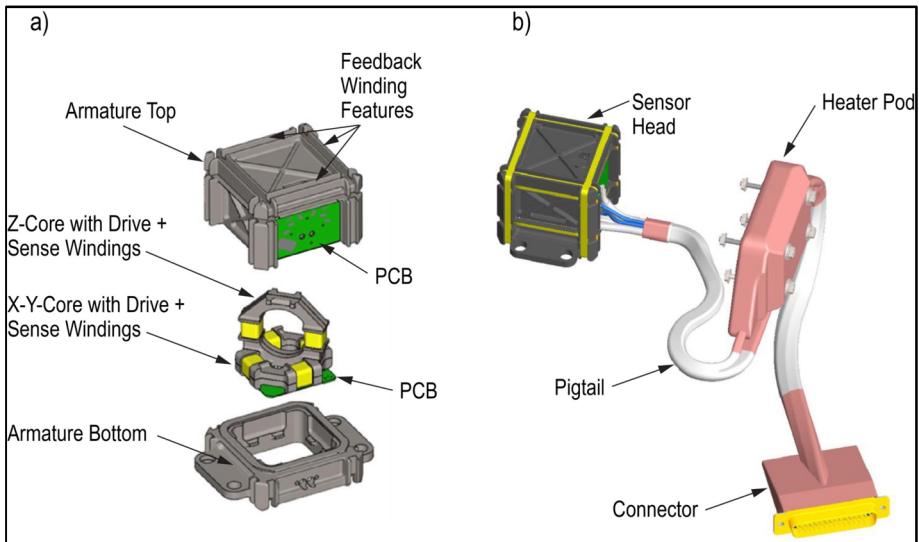 a)
Feedback
Winding
Features
Armature Top
Z-Core with Drive +
Sense Windings
PCB
X-Y-Core with Drive +
Sense Windings
PCB
Armature Bottom
b)
Sensor
Head
Heater Pod
Pigtail
Connector